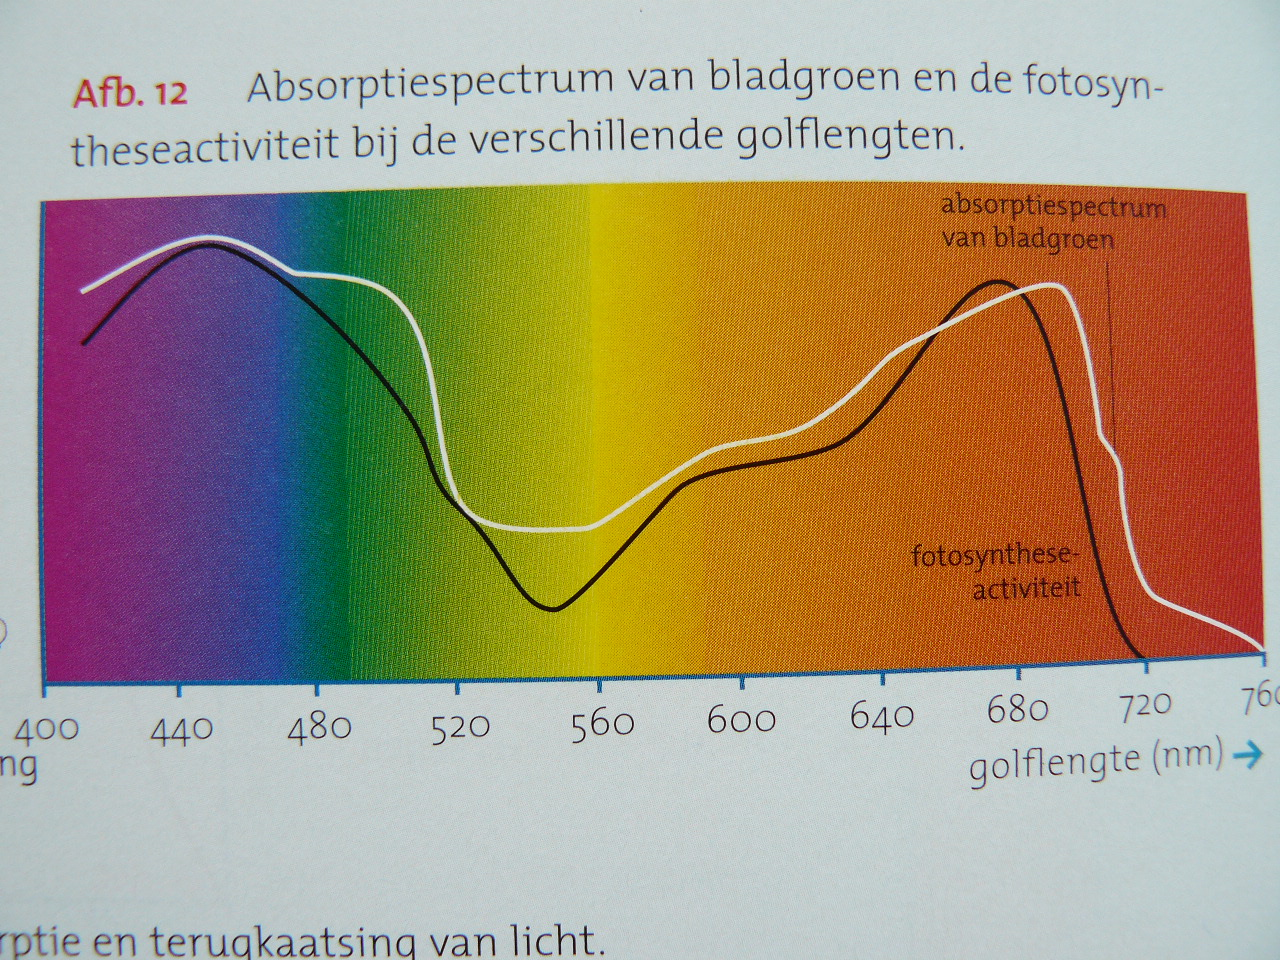 Afb. 12 Absorptiespectrum van bladgroen en de fotosyn-
theseactiviteit bij de verschillende golflengten.
absorptiespectrum
van bladgroen
fotosynthese-
activiteit
400 440 480 520 560 600 640 680 720
ng
golflengte (nm) →
en terugkaatsing van licht.